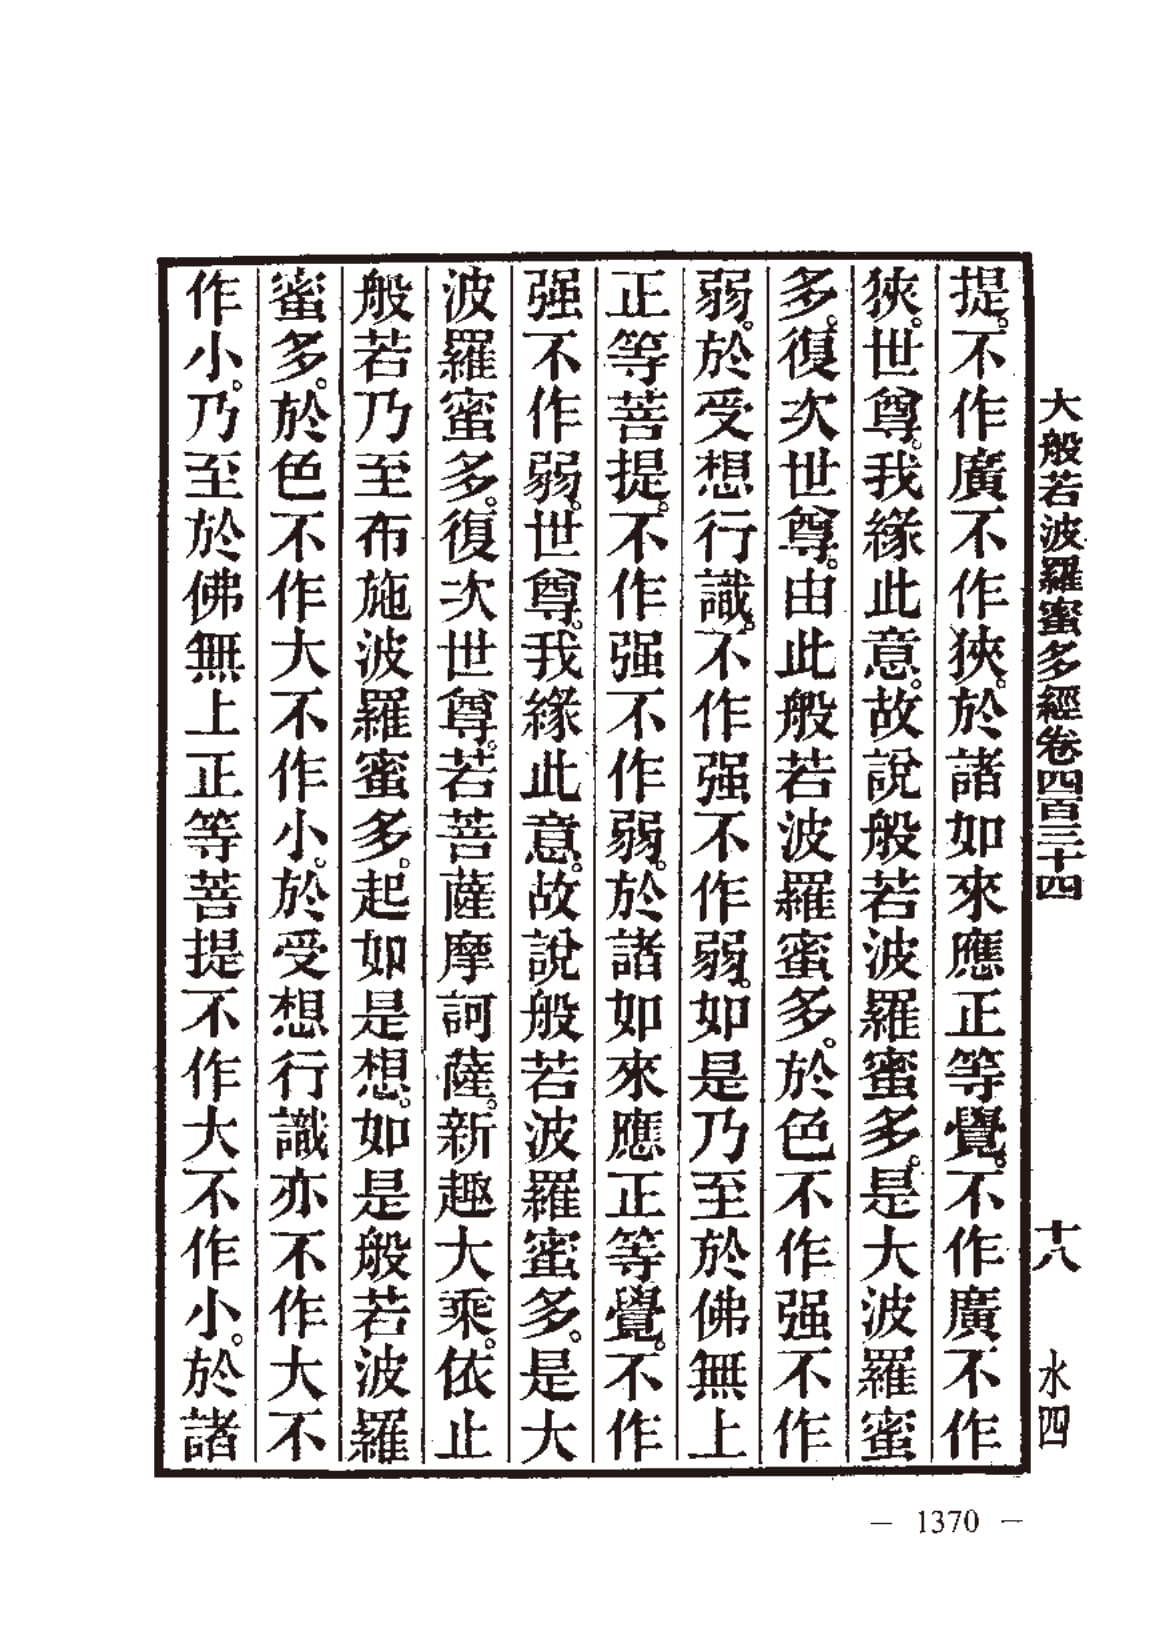 大般若波羅蜜多經卷四百三十四 十八 水四
提。不作廣不作狹。於諸如來應正等覺。不作廣不作
狹。世尊。我緣此意。故說般若波羅蜜多。是大波羅蜜
多。復次世尊。由此般若波羅蜜多。於色不作强不作
弱。於受想行識。不作强不作弱。如是乃至於佛無上
正等菩提。不作强不作弱。於諸如來應正等覺。不作
强不作弱。世尊。我緣此意。故說般若波羅蜜多。是大
波羅蜜多。復次世尊。若菩薩摩訶薩。新趣大乘。依止
般若乃至布施波羅蜜多。起如是想。如是般若波羅
蜜多。於色不作大不作小。於受想行識亦不作大不
作小。乃至於佛無上正等菩提不作大不作小。於諸
— 1370 —